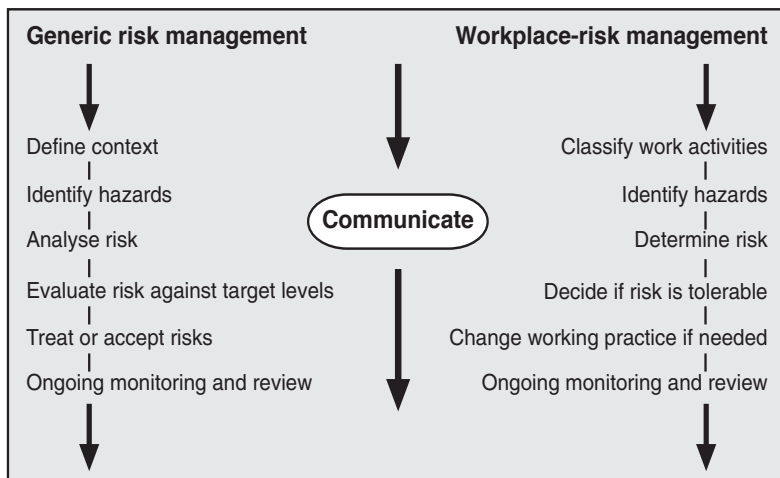 Generic risk management
Define context
Identify hazards
Analyse risk
Evaluate risk against target levels
Treat or accept risks
Ongoing monitoring and review
Communicate
Workplace-risk management
Classify work activities
Identify hazards
Determine risk
Decide if risk is tolerable
Change working practice if needed
Ongoing monitoring and review